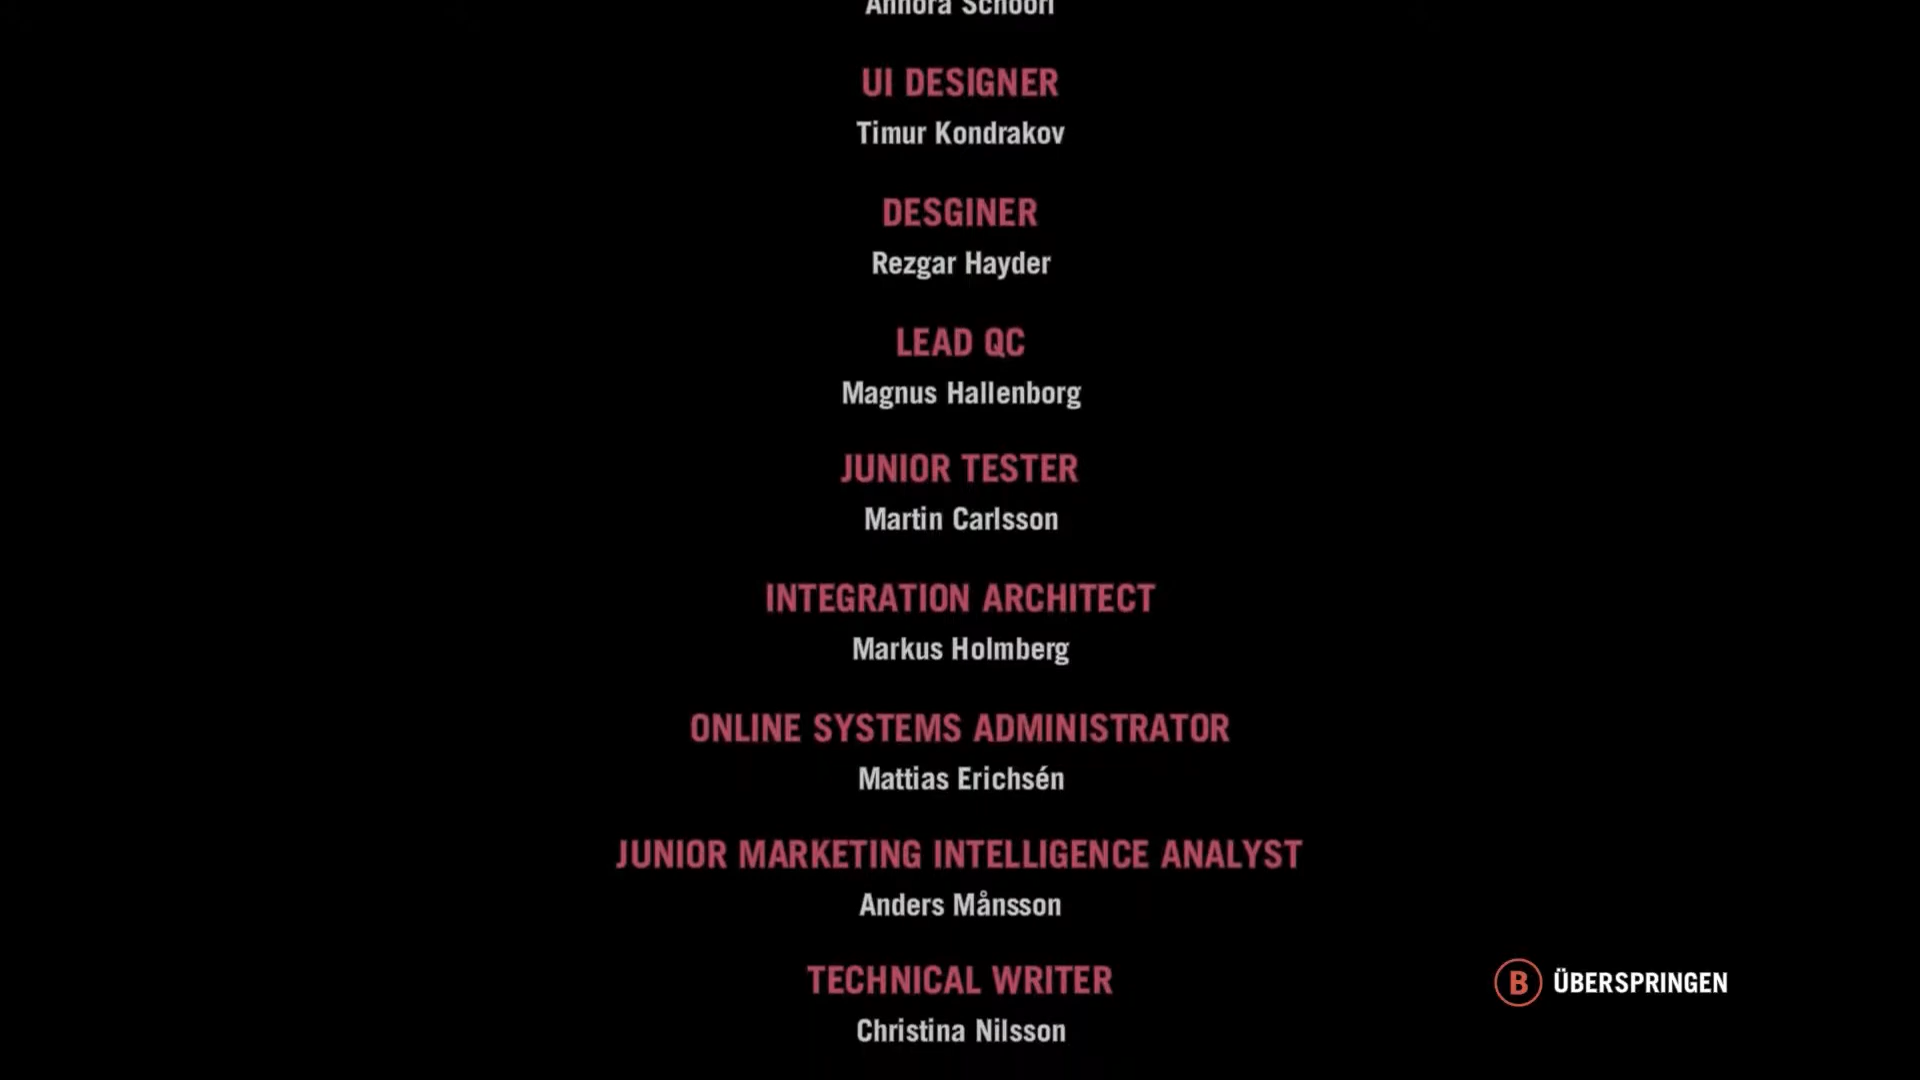 UI DESIGNER
Timur Kondrakov
DESGINER
Rezgar Hayder
LEAD QC
Magnus Hallenborg
JUNIOR TESTER
Martin Carlsson
INTEGRATION ARCHITECT
Markus Holmberg
ONLINE SYSTEMS ADMINISTRATOR
Mattias Erichsén
JUNIOR MARKETING INTELLIGENCE ANALYST
Anders Månsson
TECHNICAL WRITER
Christina Nilsson
B ÜBERSPRINGEN